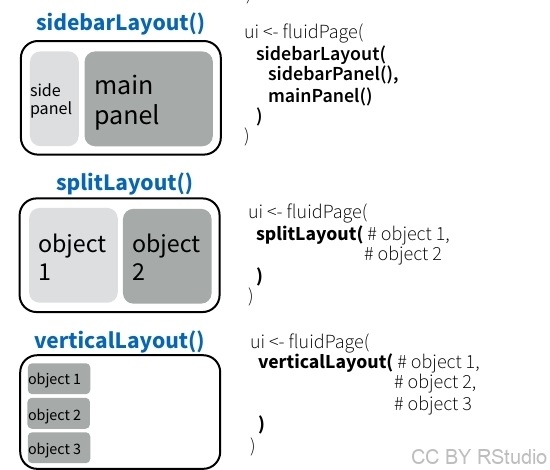 )
sidebarLayout()
side
panel
main
panel
ui <- fluidPage(
sidebarLayout(
sidebarPanel(),
mainPanel()
)
)
splitLayout()
object
1
object
2
ui <- fluidPage(
splitLayout( # object 1,
# object 2
)
)
verticalLayout()
object 1
object 2
object 3
ui <- fluidPage(
verticalLayout( # object 1,
# object 2,
# object 3
)
)
CC BY RStudio